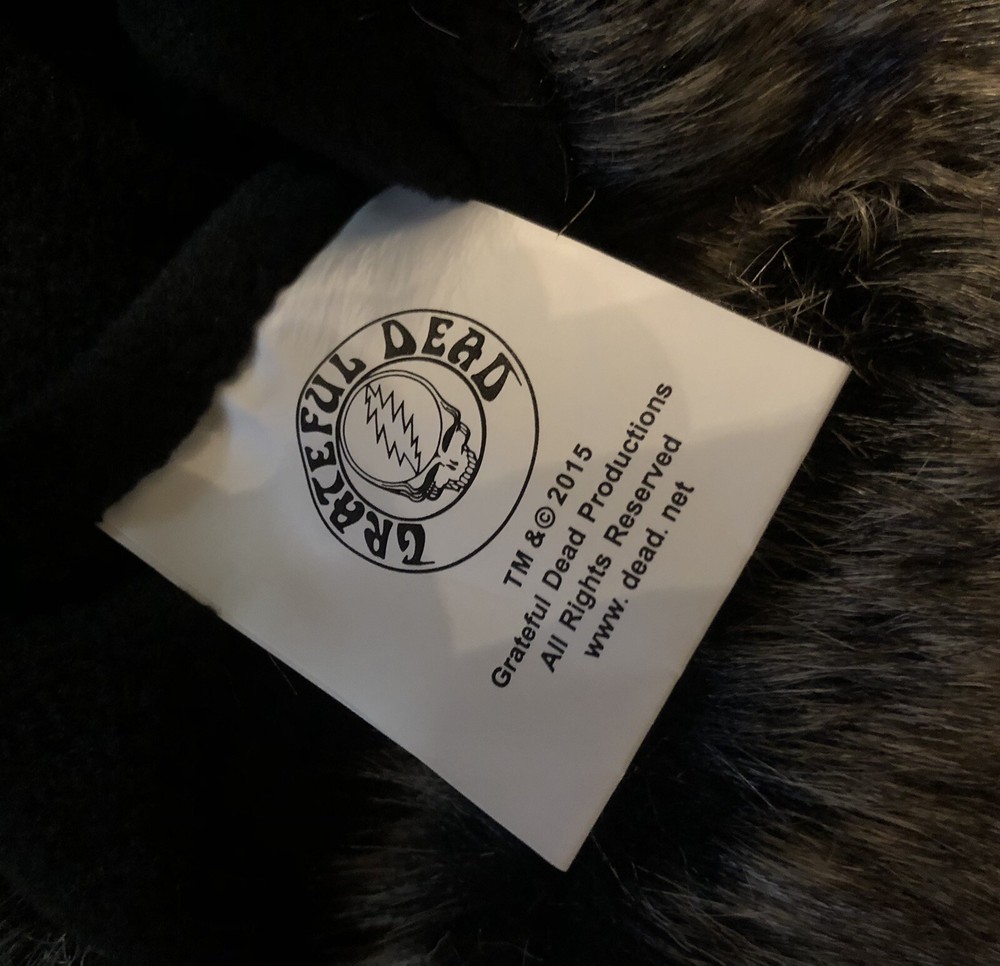 GRATEFUL DEAD
TM &© 2015
Grateful Dead Productions
All Rights Reserved
www. dead. net